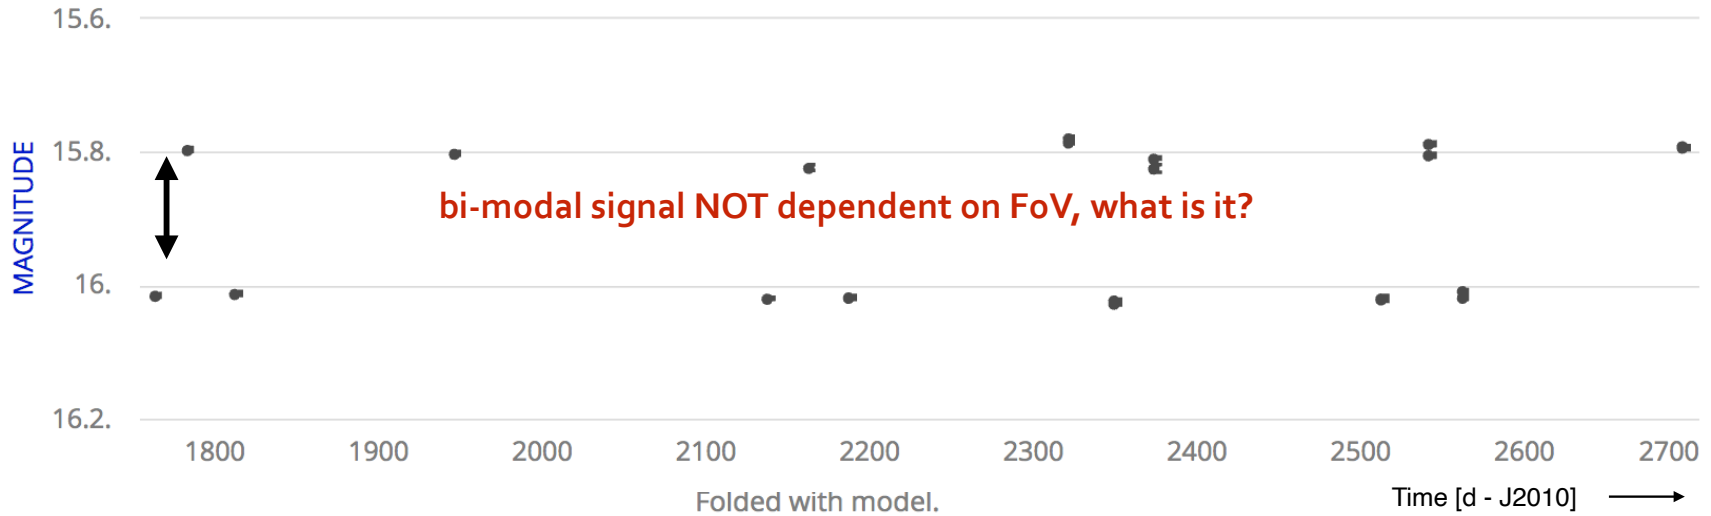 15.6.
MAGNITUDE
15.8.
bi-modal signal NOT dependent on FoV, what is it?
16.
16.2.
1800 1900 2000 2100 2200 2300 2400 2500 2600 2700
Folded with model.
Time [d - J2010]